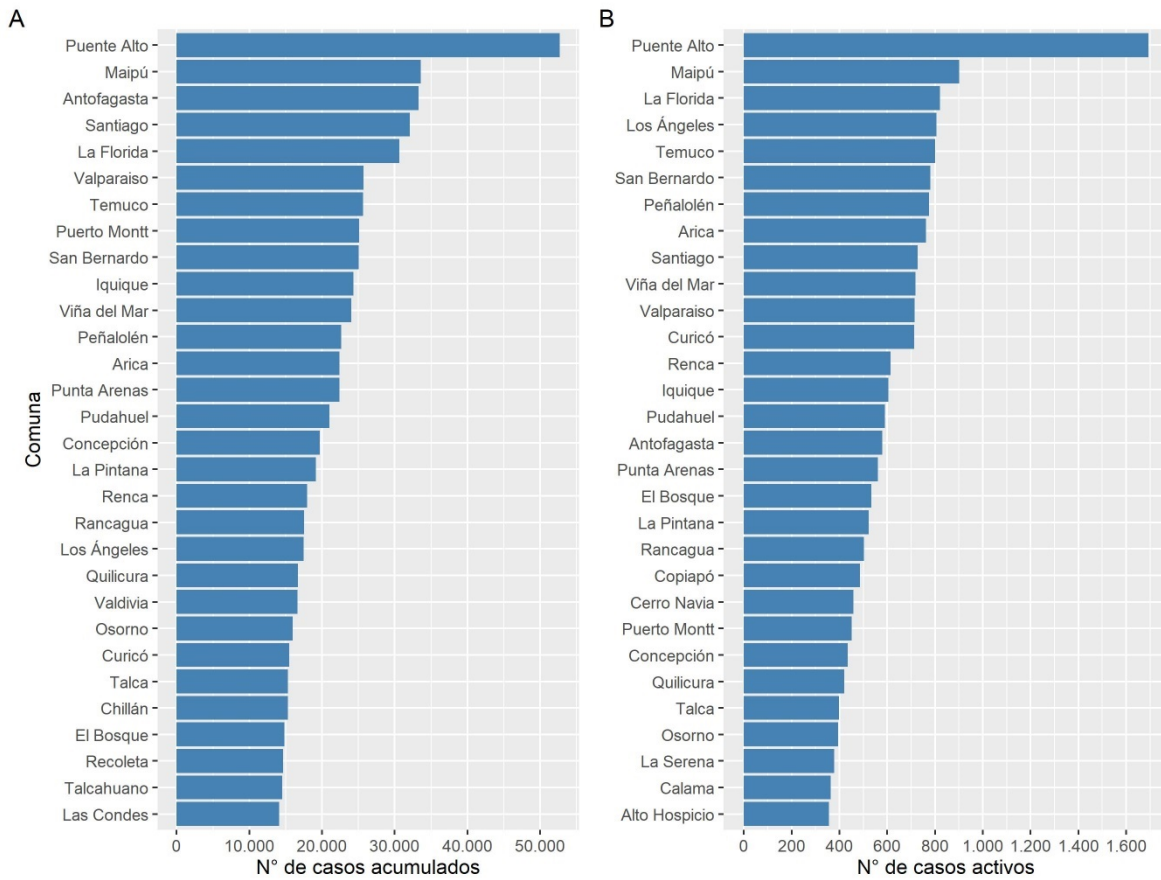 A
Comuna
Puente Alto
Maipú
Antofagasta
Santiago
La Florida
Valparaiso
Temuco
Puerto Montt
San Bernardo
Iquique
Viña del Mar
Peñalolén
Arica
Punta Arenas
Pudahuel
Concepción
La Pintana
Renca
Rancagua
Los Ángeles
Quilicura
Valdivia
Osorno
Curicó
Talca
Chillán
El Bosque
Recoleta
Talcahuano
Las Condes
0 10.000 20.000 30.000 40.000 50.000
N° de casos acumulados
B
Puente Alto
Maipú
La Florida
Los Ángeles
Temuco
San Bernardo
Peñalolén
Arica
Santiago
Viña del Mar
Valparaiso
Curicó
Renca
Iquique
Pudahuel
Antofagasta
Punta Arenas
El Bosque
La Pintana
Rancagua
Copiapó
Cerro Navia
Puerto Montt
Concepción
Quilicura
Talca
Osorno
La Serena
Calama
Alto Hospicio
0 200 400 600 800 1.000 1.200 1.400 1.600
N° de casos activos